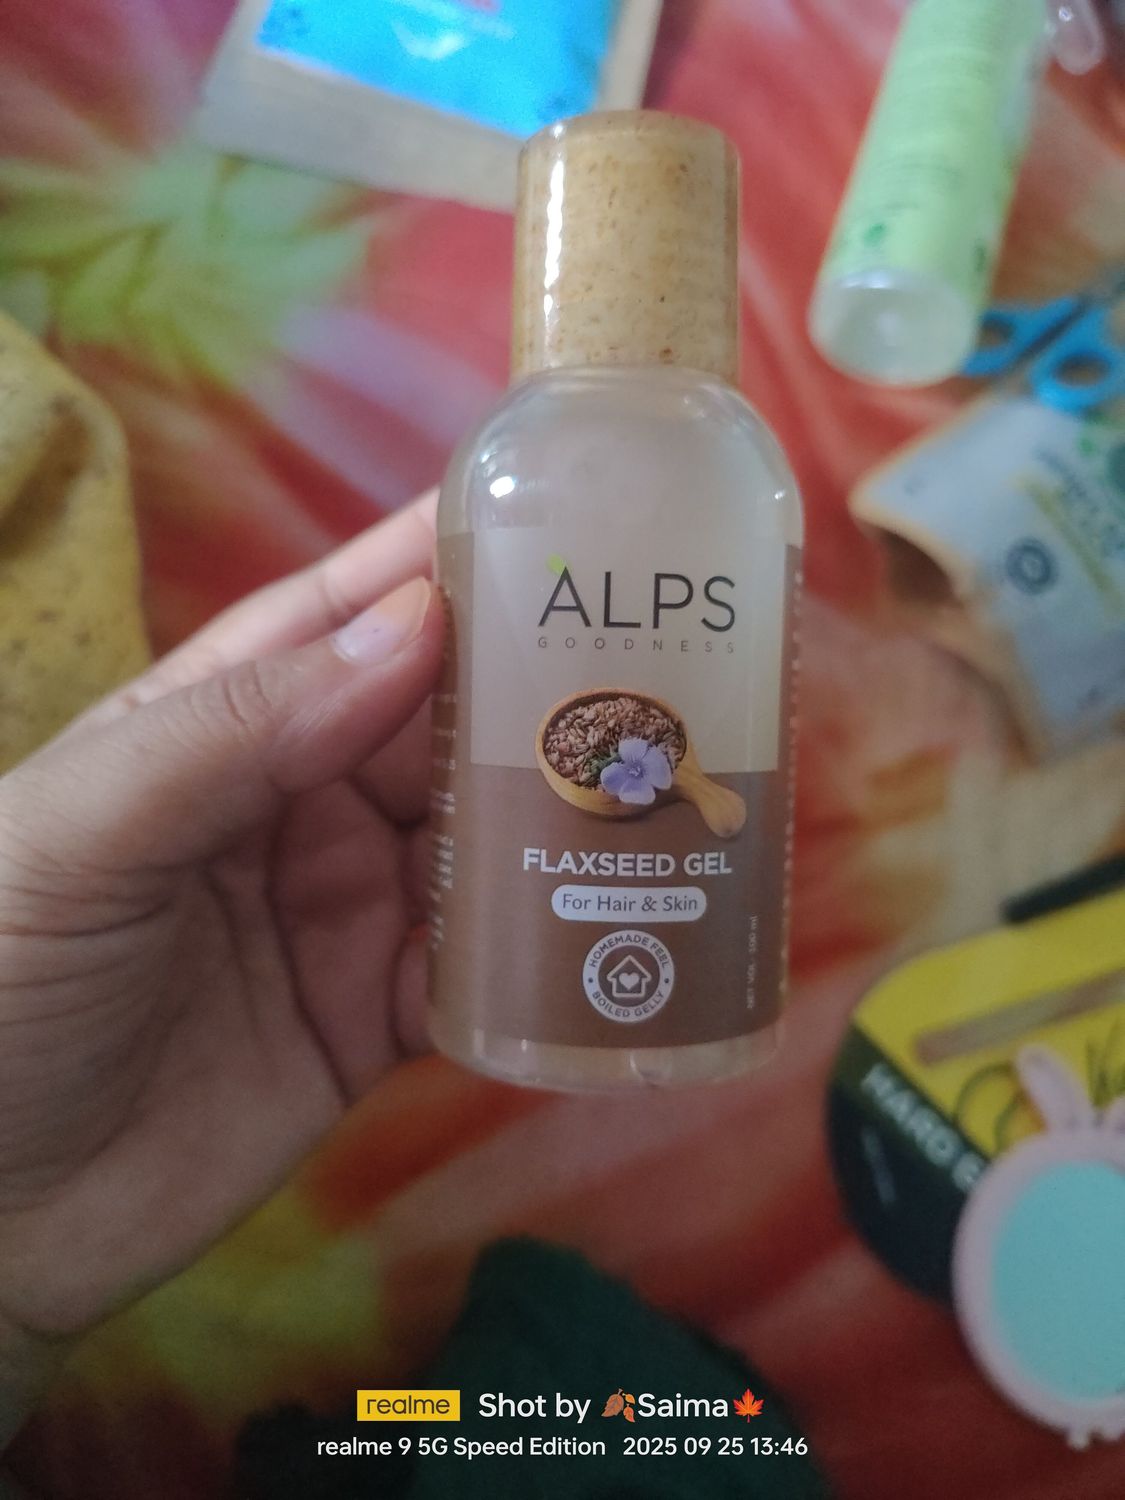 ALPS
GOODNESS
FLAXSEED GEL
For Hair & Skin
HOMEMADE FEEL
BOILED GELLY
NET VOL. 100 ml
HARD
realme Shot by 🍂Saima🍁
realme 9 5G Speed Edition 2025 09 25 13:46